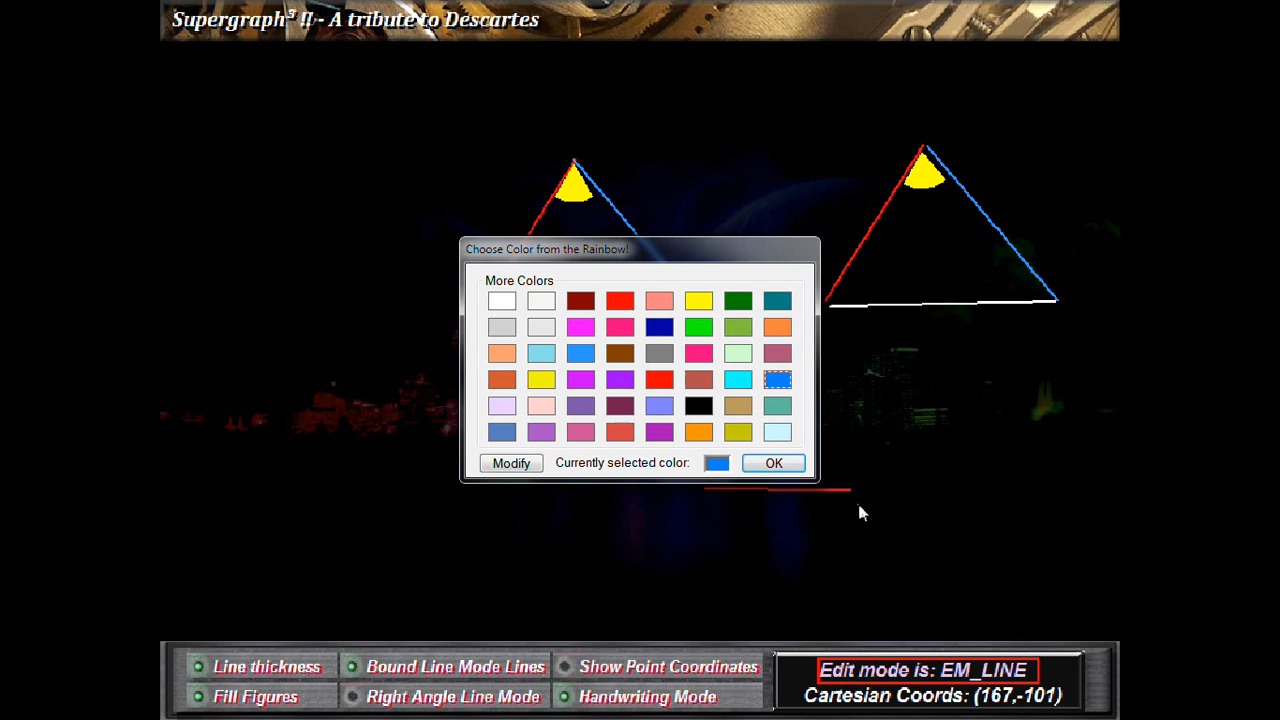 Supergraph³ !! - A tribute to Descartes
Choose Color from the Rainbow!
More Colors
Modify Currently selected color: OK
Line thickness Bound Line Mode Lines Show Point Coordinates
Fill Figures Right Angle Line Mode Handwriting Mode
Edit mode is: EM_LINE
Cartesian Coords: (167,-101)